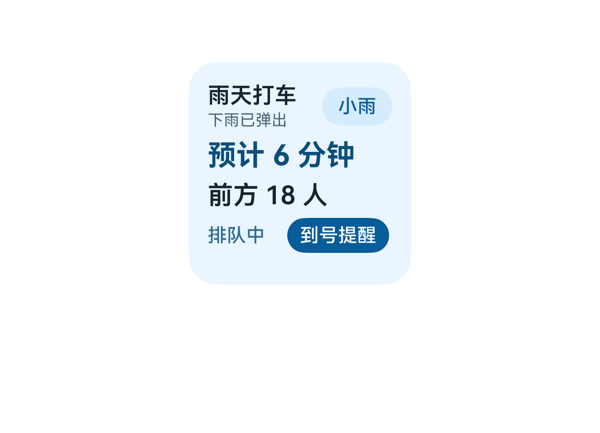 雨天打车
小雨
下雨已弹出
预计 6 分钟
前方 18 人
排队中
到号提醒